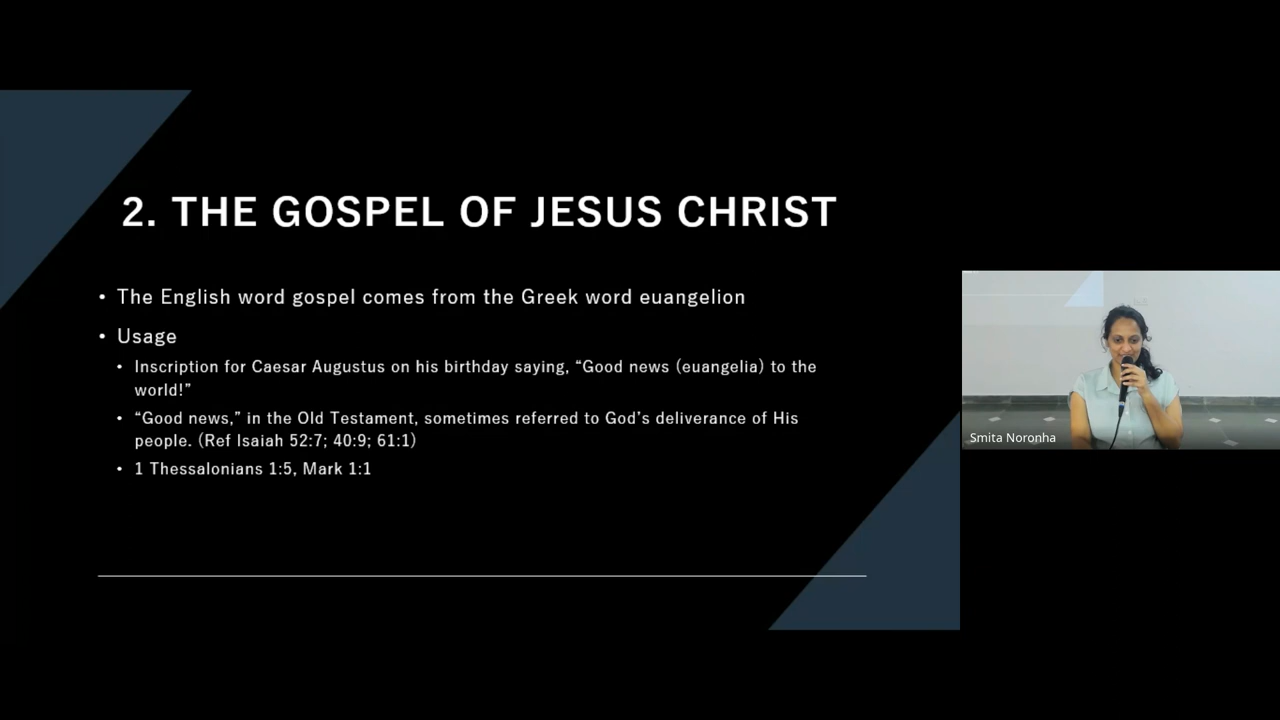 2. THE GOSPEL OF JESUS CHRIST
• The English word gospel comes from the Greek word euangelion
• Usage
• Inscription for Caesar Augustus on his birthday saying, “Good news (euangelia) to the
world!”
• “Good news,” in the Old Testament, sometimes referred to God’s deliverance of His
people. (Ref Isaiah 52:7; 40:9; 61:1)
• 1 Thessalonians 1:5, Mark 1:1
Smita Noronha